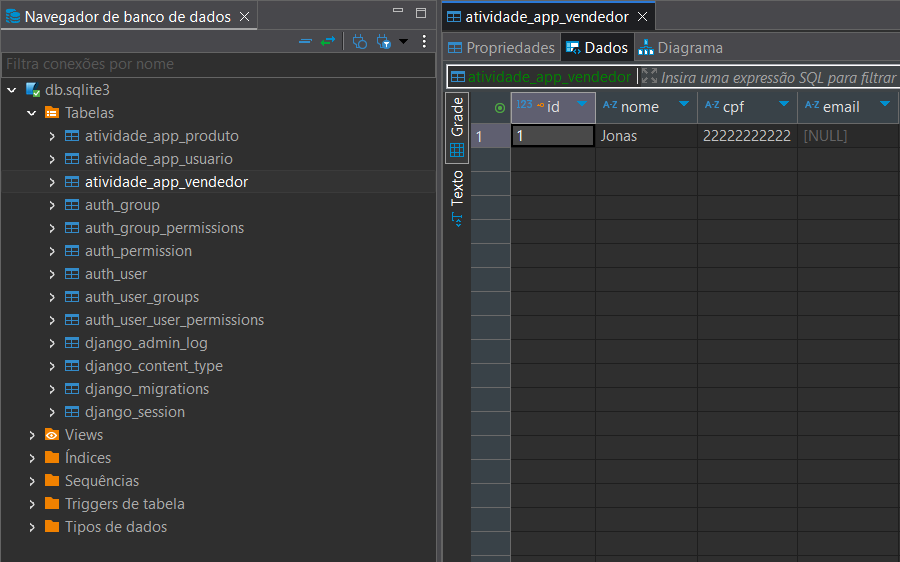 Navegador de banco de dados
Filtra conexões por nome
db.sqlite3
Tabelas
atividade_app_produto
atividade_app_usuario
atividade_app_vendedor
auth_group
auth_group_permissions
auth_permission
auth_user
auth_user_groups
auth_user_user_permissions
django_admin_log
django_content_type
django_migrations
django_session
Views
Índices
Sequências
Triggers de tabela
Tipos de dados
atividade_app_vendedor
Propriedades Dados Diagrama
atividade_app_vendedor Insira uma expressão SQL para filtrar
Grade
Texto
123 id A-Z nome A-Z cpf A-Z email
1 1 Jonas 22222222222 [NULL]